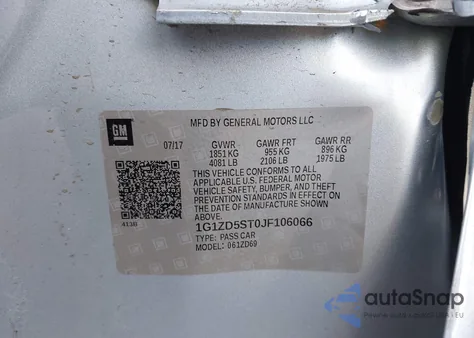 GM
MFD BY GENERAL MOTORS LLC
07/17 GVWR GAWR FRT GAWR RR
1851 KG 955 KG 896 KG
4081 LB 2106 LB 1975 LB
THIS VEHICLE CONFORMS TO ALL
APPLICABLE U.S. FEDERAL MOTOR
VEHICLE SAFETY, BUMPER, AND THEFT
PREVENTION STANDARDS IN EFFECT
ON THE DATE OF MANUFACTURE SHOWN
ABOVE.
1G1ZD5ST0JF106066
TYPE: PASS CAR
MODEL: 061ZD69
autoSnap